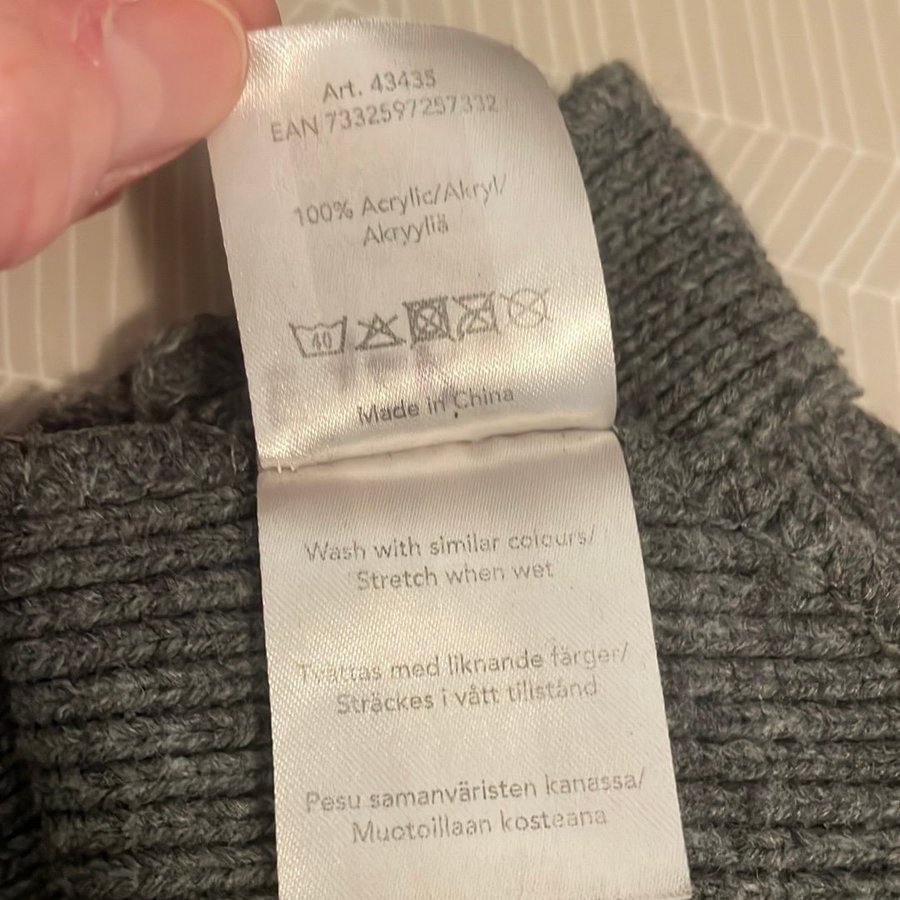 Art. 43435
EAN 7332597257332
100% Acrylic/Akryl/
Akryyliä
40
Made in China
Wash with similar colours/
Stretch when wet
Tvättas med liknande färger/
Sträckes i vått tillstånd
Pesu samanväristen kanassa/
Muotoillaan kosteana